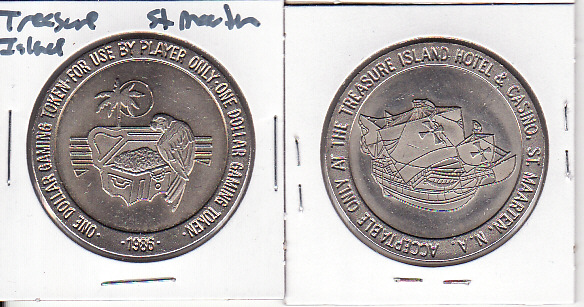 Treasure St. Maarten
Island
ONE DOLLAR GAMING TOKEN · FOR USE BY PLAYER ONLY · ONE DOLLAR GAMING TOKEN ·
· 1986 ·
ACCEPTABLE ONLY AT THE TREASURE ISLAND HOTEL & CASINO, ST. MAARTEN, N.A.